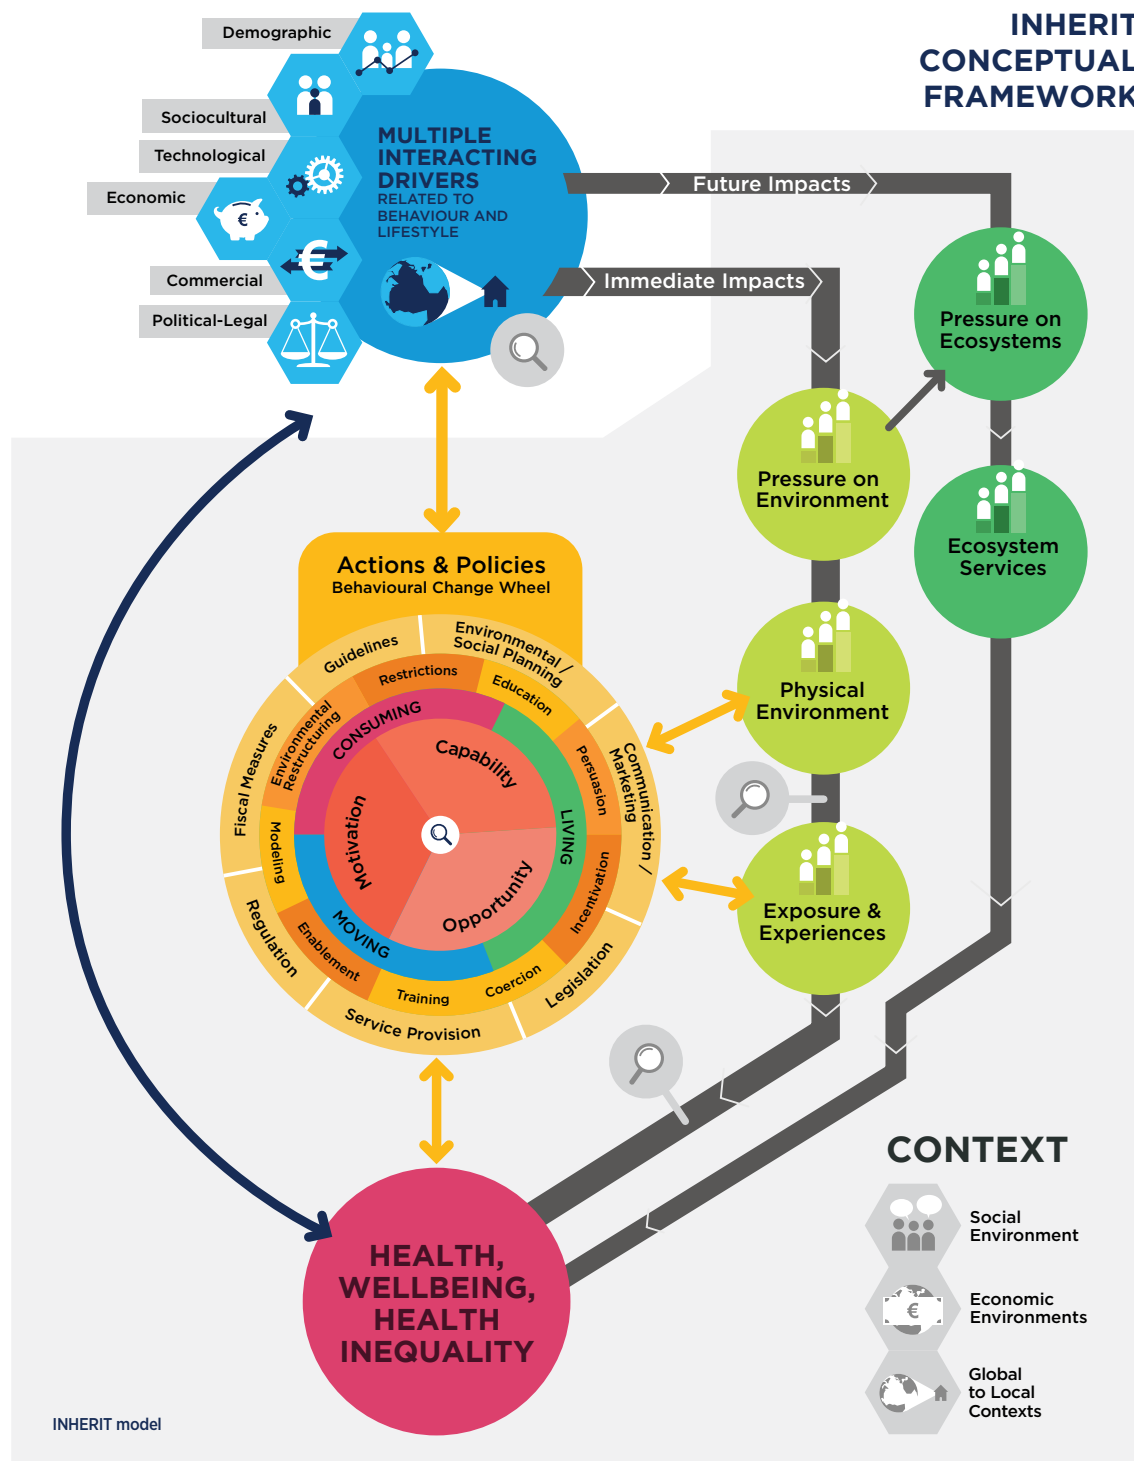 INHERIT
CONCEPTUAL
FRAMEWORK
Demographic
Sociocultural
Technological
Economic
Commercial
Political-Legal
MULTIPLE
INTERACTING
DRIVERS
RELATED TO
BEHAVIOUR AND
LIFESTYLE
Future Impacts
Immediate Impacts
Pressure on
Ecosystems
Pressure on
Environment
Ecosystem
Services
Physical
Environment
Exposure &
Experiences
Actions & Policies
Behavioural Change Wheel
Guidelines
Environmental /
Social Planning
Communication /
Marketing
Legislation
Service Provision
Regulation
Fiscal Measures
Restrictions
Education
Persuasion
Incentivation
Coercion
Training
Enablement
Modeling
Environmental
Restructuring
CONSUMING
LIVING
MOVING
Capability
Opportunity
Motivation
HEALTH,
WELLBEING,
HEALTH
INEQUALITY
CONTEXT
Social
Environment
€
Economic
Environments
Global
to Local
Contexts
INHERIT model
€
€